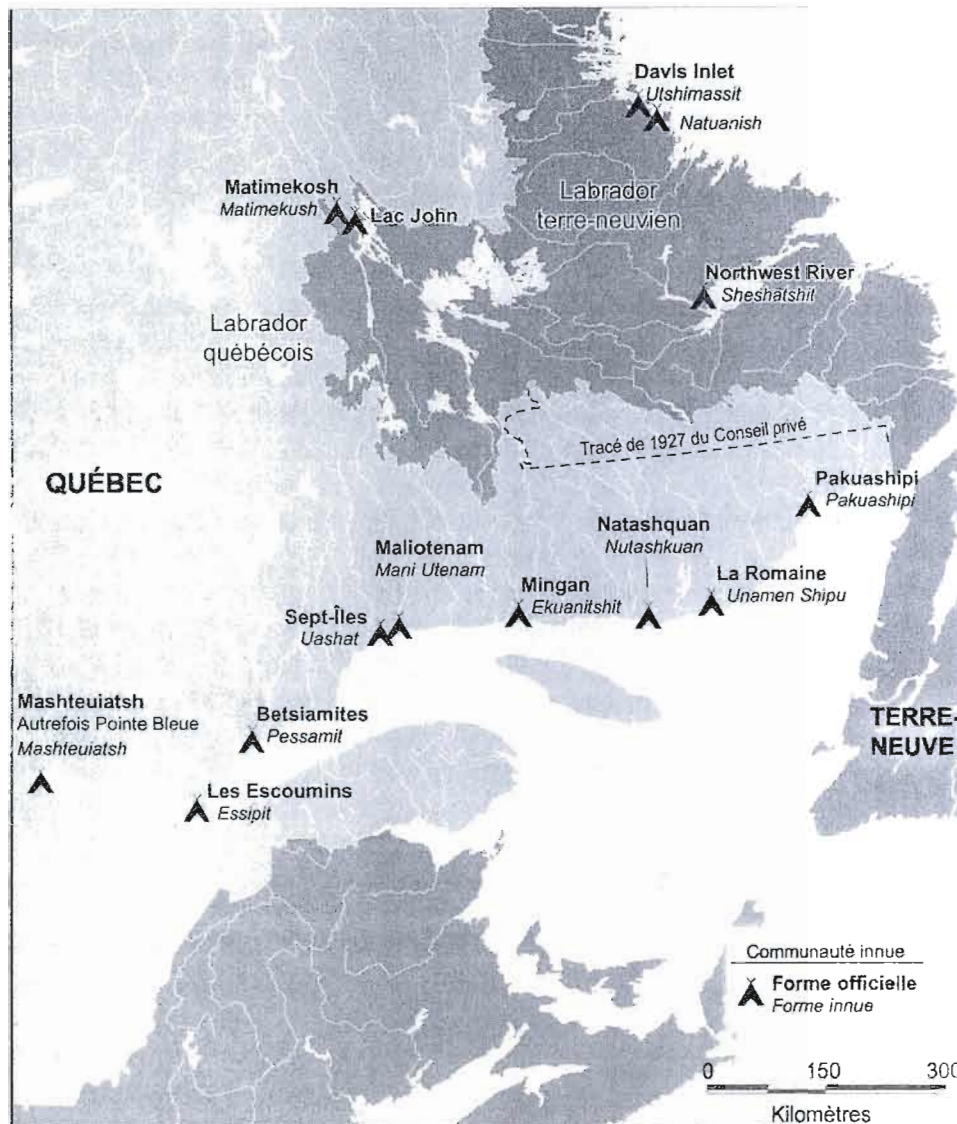 Davis Inlet
Utshimassit
Natuanish
Matimekosh
Matimekush
Lac John
Labrador
terre-neuvien
Northwest River
Sheshatshit
Labrador
québécois
Tracé de 1927 du Conseil privé
QUÉBEC
Pakuashipi
Pakuashipi
Natashquan
Nutashkuan
Maliotenam
Mani Utenam
Mingan
Ekuanitshit
La Romaine
Unamen Shipu
Sept-Îles
Uashat
Mashteuiatsh
Autrefois Pointe Bleue
Mashteuiatsh
Betsiamites
Pessamit
TERRE-
NEUVE
Les Escoumins
Essipit
Communauté innue
Forme officielle
Forme innue
0 150 300
Kilomètres